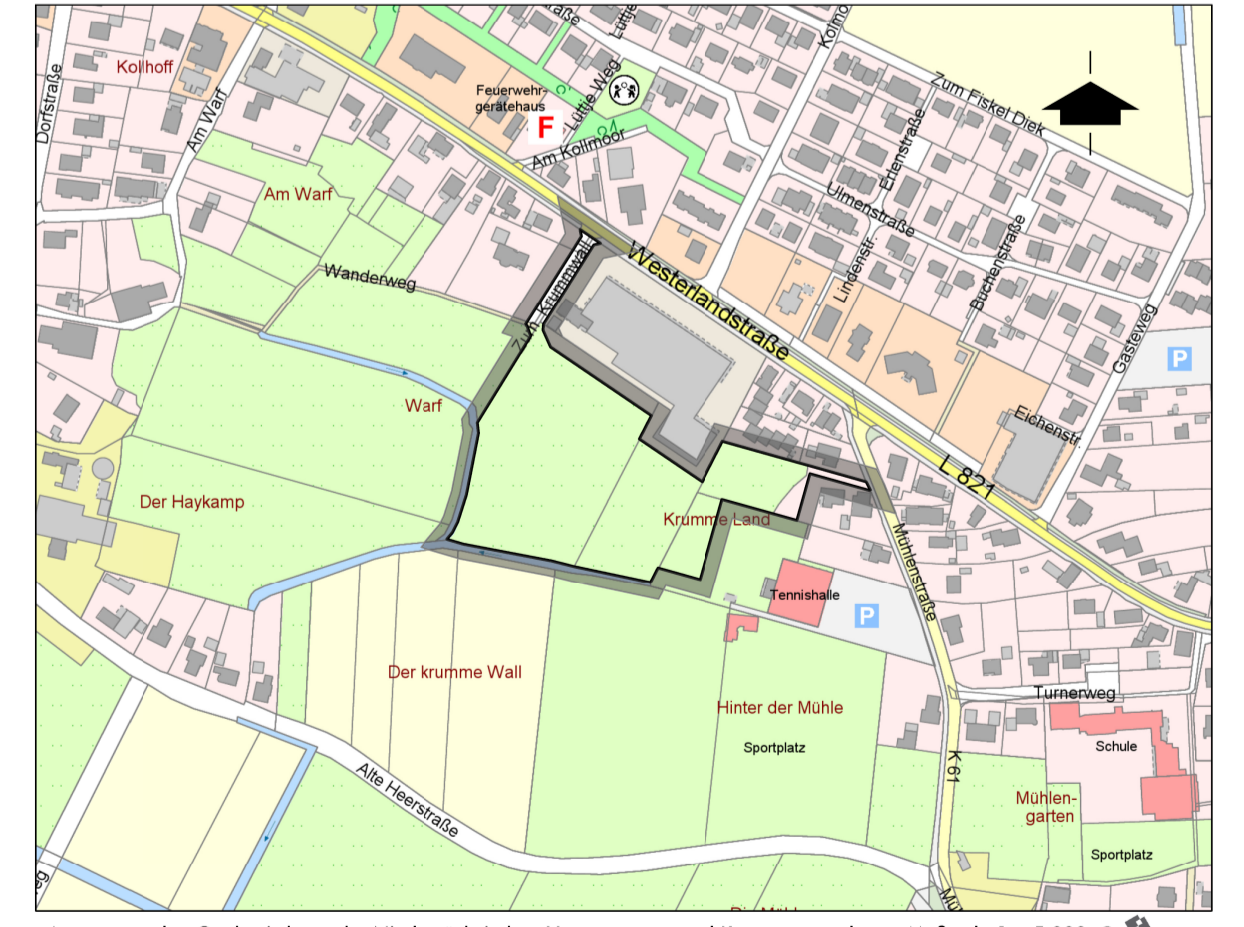 Kollhoff
Dorfstraße
Am Warf
Feuerwehr-
gerätehaus
F
Lüttje Weg
Am Kollmoor
Zum Fiskel Diek
Erlenstraße
Ulmenstraße
Lindenstr.
Buchenstraße
Gasteweg
P
Am Warf
Wanderweg
Zum Krummwall
Westerlandstraße
Warf
Eichenstr.
L 821
Der Haykamp
Krumme Land
Mühlenstraße
Tennishalle
P
Der krumme Wall
Hinter der Mühle
Sportplatz
Turnerweg
Schule
K 61
Alte Heerstraße
Mühlen-
garten
Sportplatz